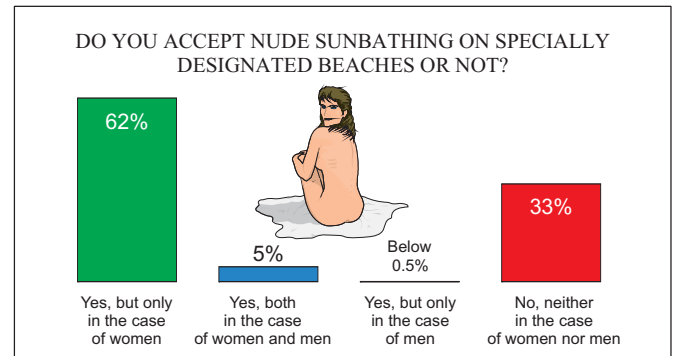 DO YOU ACCEPT NUDE SUNBATHING ON SPECIALLY
DESIGNATED BEACHES OR NOT?
62%
5%
Below
0.5%
33%
Yes, but only
in the case
of women
Yes, both
in the case
of women and men
Yes, but only
in the case of
men
No, neither
in the case
of women nor men